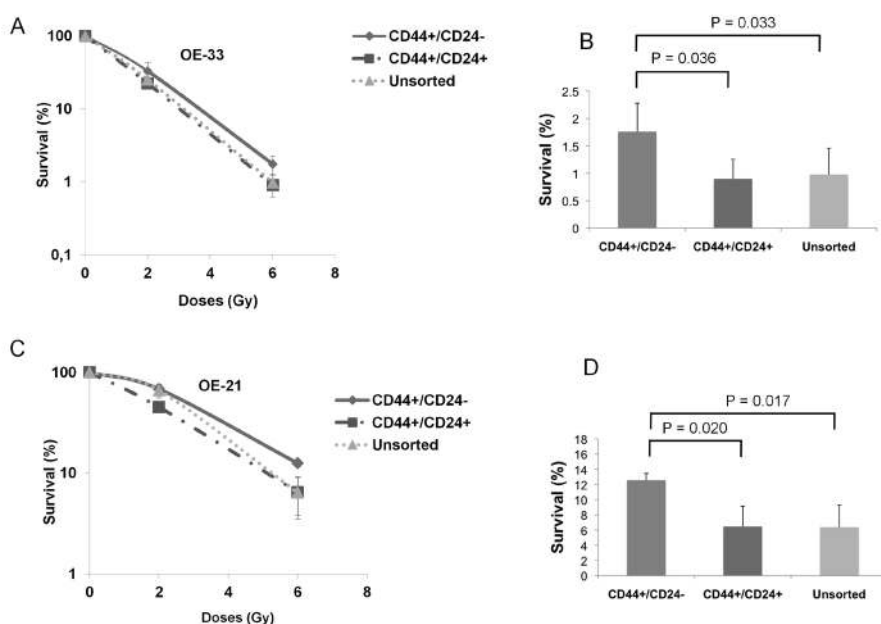 A
OE-33
CD44+/CD24-
CD44+/CD24+
Unsorted
Survival (%)
100
10
1
0,1
0
2
4
6
8
Doses (Gy)
B
P = 0.033
P = 0.036
Survival (%)
2.5
2
1.5
1
0.5
0
CD44+/CD24-
CD44+/CD24+
Unsorted
C
OE-21
CD44+/CD24-
CD44+/CD24+
Unsorted
Survival (%)
100
10
1
0
2
4
6
8
Doses (Gy)
D
P = 0.017
P = 0.020
Survival (%)
18
16
14
12
10
8
6
4
2
0
CD44+/CD24-
CD44+/CD24+
Unsorted